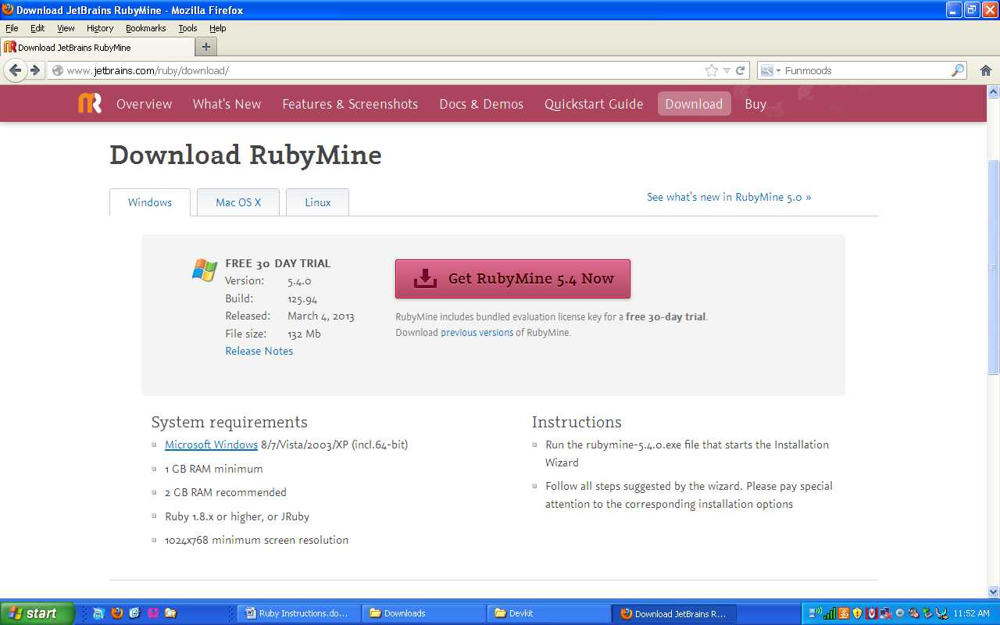 Download JetBrains RubyMine - Mozilla Firefox
File Edit View History Bookmarks Tools Help
Download JetBrains RubyMine
www.jetbrains.com/ruby/download/
Funmoods
Overview What's New Features & Screenshots Docs & Demos Quickstart Guide Download Buy
Download RubyMine
Windows Mac OS X Linux
See what's new in RubyMine 5.0 »
FREE 30 DAY TRIAL
Version: 5.4.0
Build: 125.94
Released: March 4, 2013
File size: 132 Mb
Release Notes
Get RubyMine 5.4 Now
RubyMine includes bundled evaluation license key for a free 30-day trial.
Download previous versions of RubyMine.
System requirements
Microsoft Windows 8/7/Vista/2003/XP (incl.64-bit)
1 GB RAM minimum
2 GB RAM recommended
Ruby 1.8.x or higher, or JRuby
1024x768 minimum screen resolution
Instructions
Run the rubymine-5.4.0.exe file that starts the Installation
Wizard
Follow all steps suggested by the wizard. Please pay special
attention to the corresponding installation options
start
Ruby Instructions.do...
Downloads
Devkit
Download JetBrains R...
11:52 AM